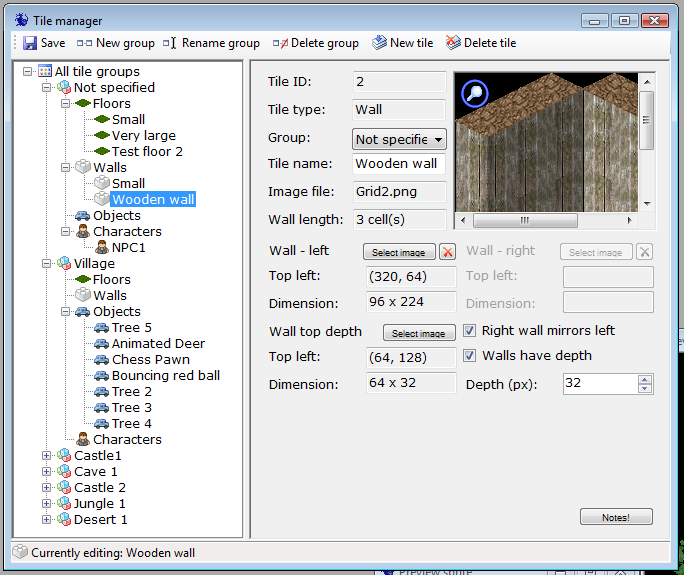 Tile manager
Save New group Rename group Delete group New tile Delete tile
All tile groups
Not specified
Floors
Small
Very large
Test floor 2
Walls
Small
Wooden wall
Objects
Characters
NPC1
Village
Floors
Walls
Objects
Tree 5
Animated Deer
Chess Pawn
Bouncing red ball
Tree 2
Tree 3
Tree 4
Characters
Castle1
Cave 1
Castle 2
Jungle 1
Desert 1
Tile ID: 2
Tile type: Wall
Group: Not specifie
Tile name: Wooden wall
Image file: Grid2.png
Wall length: 3 cell(s)
Wall - left Select image Wall - right Select image
Top left: (320, 64) Top left:
Dimension: 96 x 224 Dimension:
Wall top depth Select image Right wall mirrors left
Top left: (64, 128) Walls have depth
Dimension: 64 x 32 Depth (px): 32
Notes!
Currently editing: Wooden wall
Preview sprite